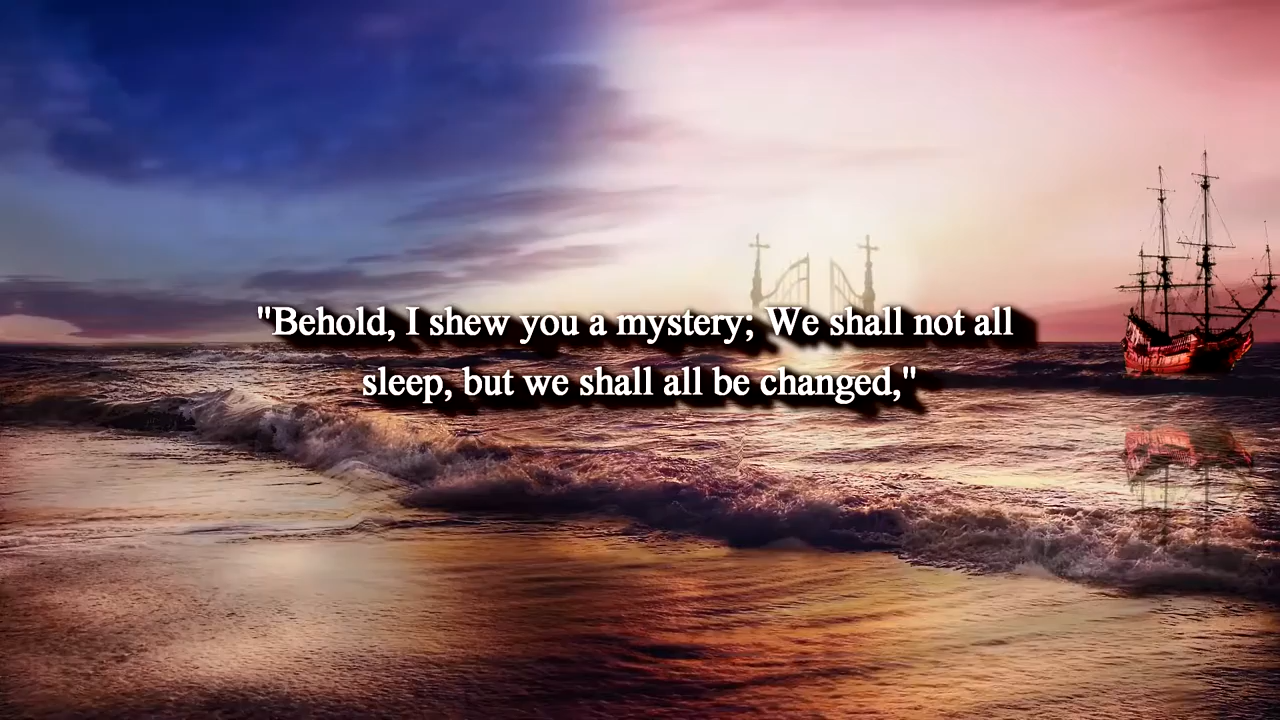 "Behold, I shew you a mystery; We shall not all
sleep, but we shall all be changed,"